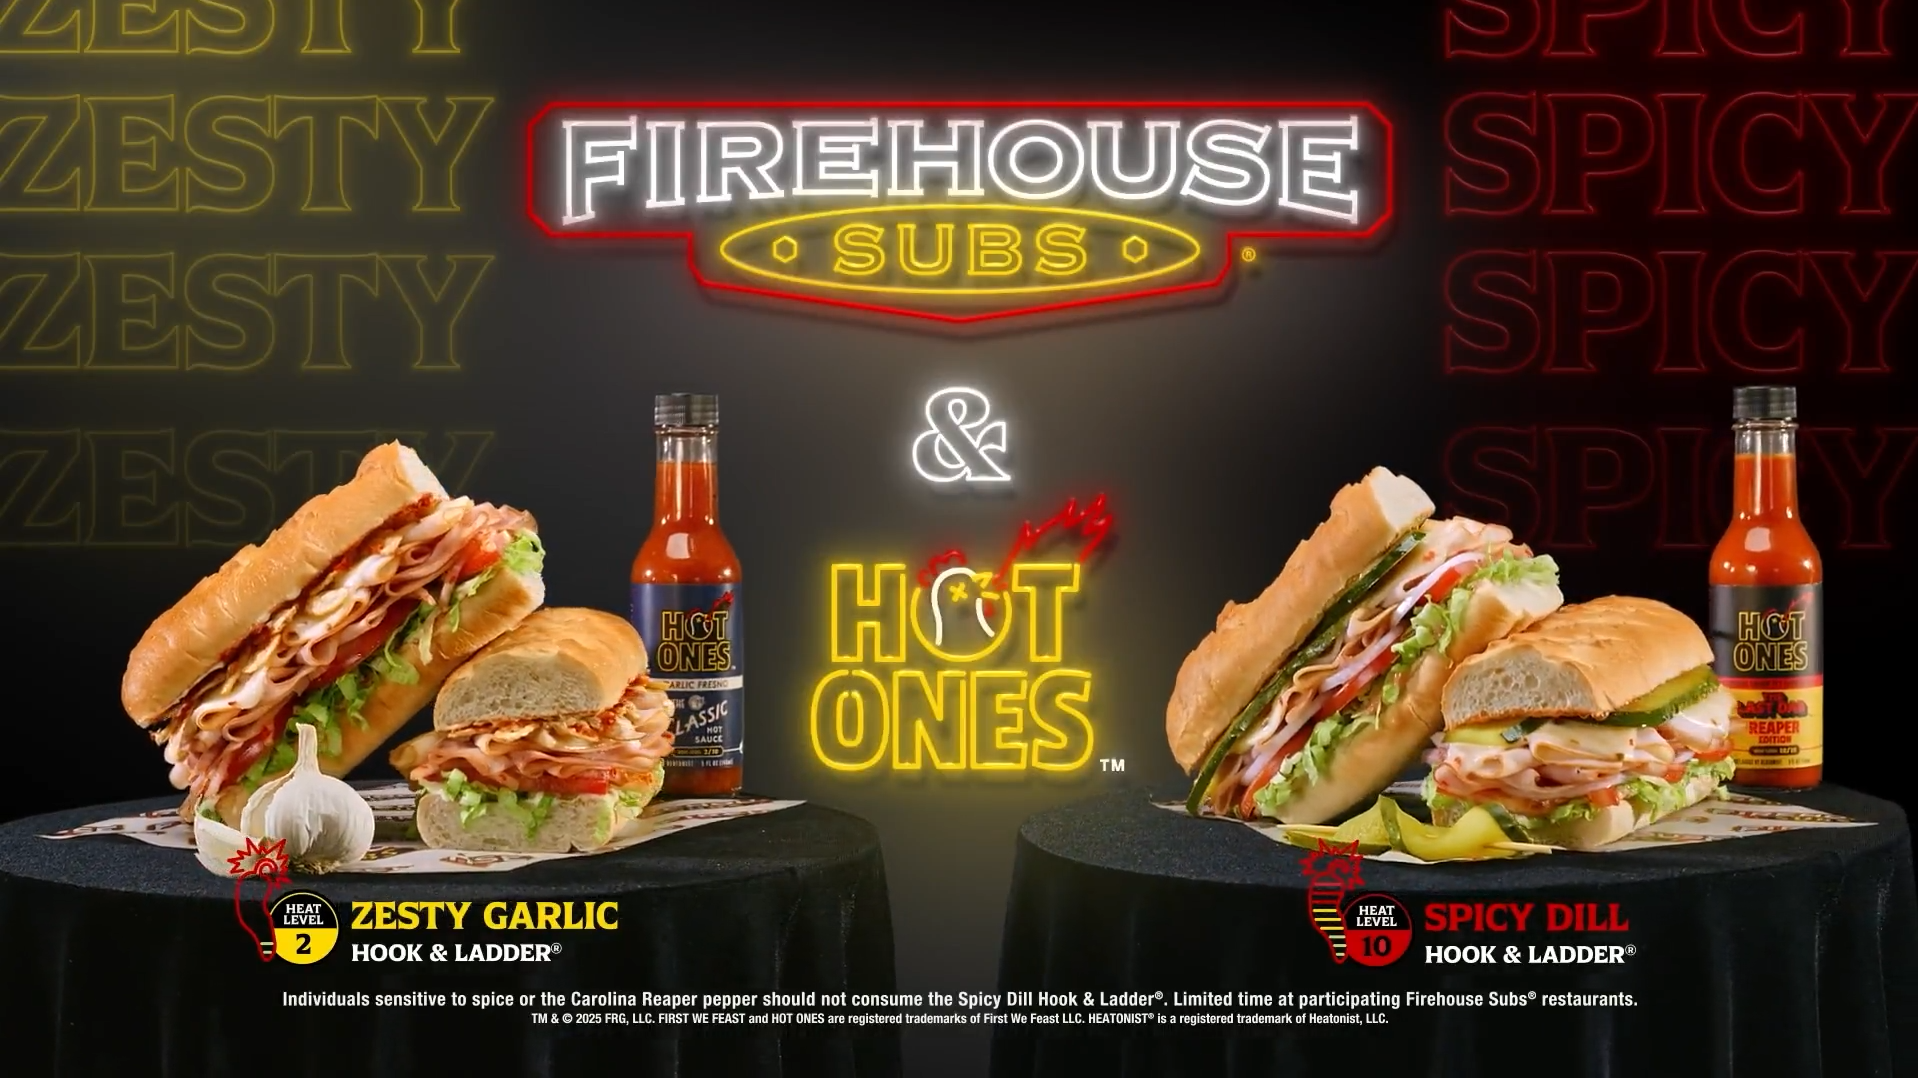 ZESTY
ZESTY
ZESTY
ZESTY
SPICY
SPICY
SPICY
SPICY
FIREHOUSE
SUBS®
&
HOT
ONES™
HOT
ONES
GARLIC FRESNO
THE
CLASSIC
HOT
SAUCE
HOT
ONES
THE
LAST DAB
REAPER
EDITION
HEAT
LEVEL
2
ZESTY GARLIC
HOOK & LADDER®
HEAT
LEVEL
10
SPICY DILL
HOOK & LADDER®
Individuals sensitive to spice or the Carolina Reaper pepper should not consume the Spicy Dill Hook & Ladder®. Limited time at participating Firehouse Subs® restaurants.
TM & © 2025 FRG, LLC. FIRST WE FEAST and HOT ONES are registered trademarks of First We Feast LLC. HEATONIST® is a registered trademark of Heatonist, LLC.